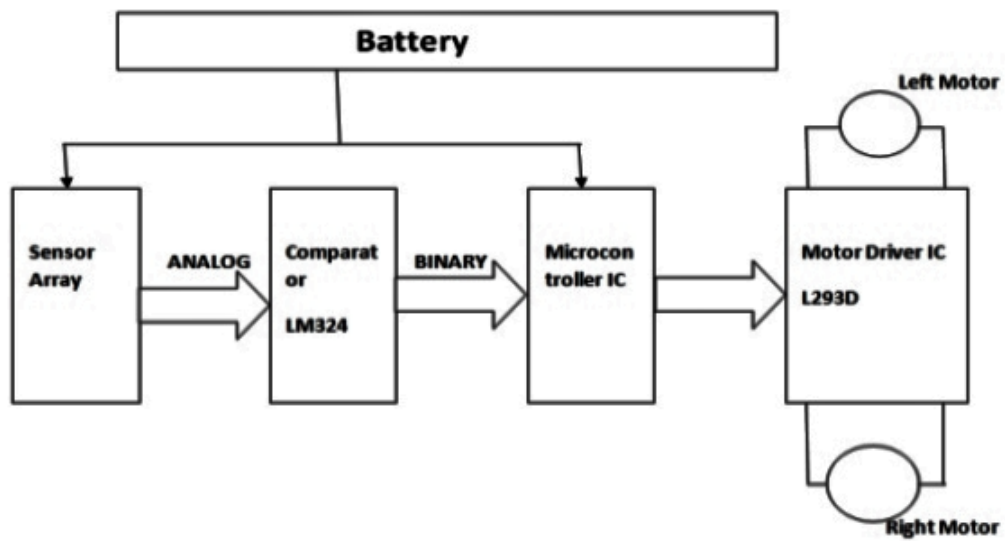 Battery
Left Motor
Sensor
Array
ANALOG
Comparat
or
LM324
BINARY
Microcon
troller IC
Motor Driver IC
L293D
Right Motor